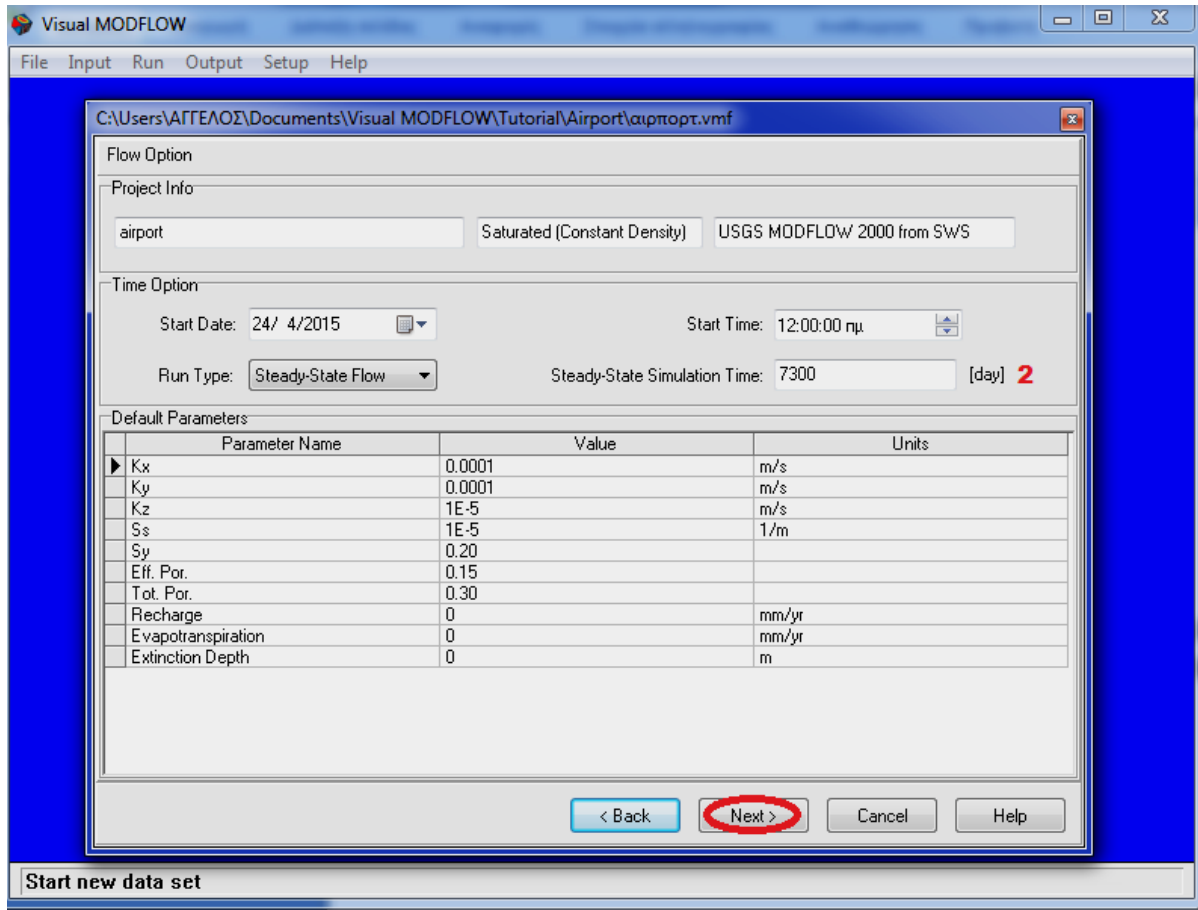 Visual MODFLOW
File Input Run Output Setup Help
C:\Users\ΑΓΓΕΛΟΣ\Documents\Visual MODFLOW\Tutorial\Airport\αιρπορτ.vmf
Flow Option
Project Info
airport Saturated (Constant Density) USGS MODFLOW 2000 from SWS
Time Option
Start Date: 24/ 4/2015 Start Time: 12:00:00 πμ
Run Type: Steady-State Flow Steady-State Simulation Time: 7300 [day] 2
Default Parameters
Parameter Name Value Units
Kx 0.0001 m/s
Ky 0.0001 m/s
Kz 1E-5 m/s
Ss 1E-5 1/m
Sy 0.20
Eff. Por. 0.15
Tot. Por. 0.30
Recharge 0 mm/yr
Evapotranspiration 0 mm/yr
Extinction Depth 0 m
< Back Next > Cancel Help
Start new data set